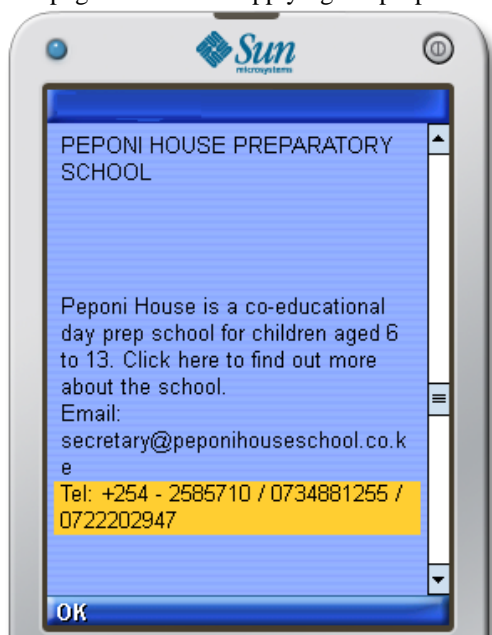 Sun
microsystems
PEPONI HOUSE PREPARATORY
SCHOOL
Peponi House is a co-educational
day prep school for children aged 6
to 13. Click here to find out more
about the school.
Email:
secretary@peponihouseschool.co.k
e
Tel: +254 - 2585710 / 0734881255 /
0722202947
OK